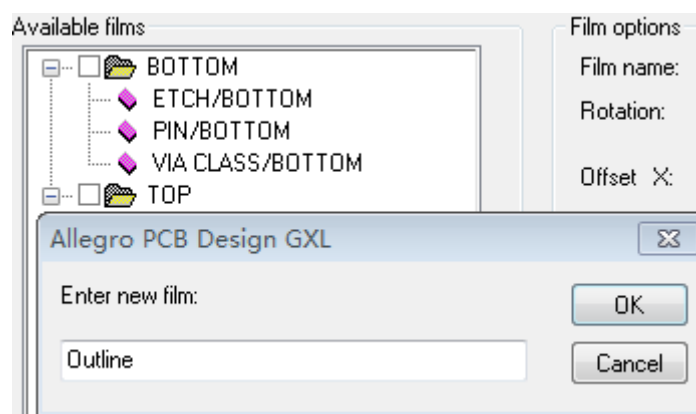 Available films
BOTTOM
ETCH/BOTTOM
PIN/BOTTOM
VIA CLASS/BOTTOM
TOP
Film options
Film name:
Rotation:
Offset X:
Allegro PCB Design GXL
Enter new film:
Outline
OK
Cancel